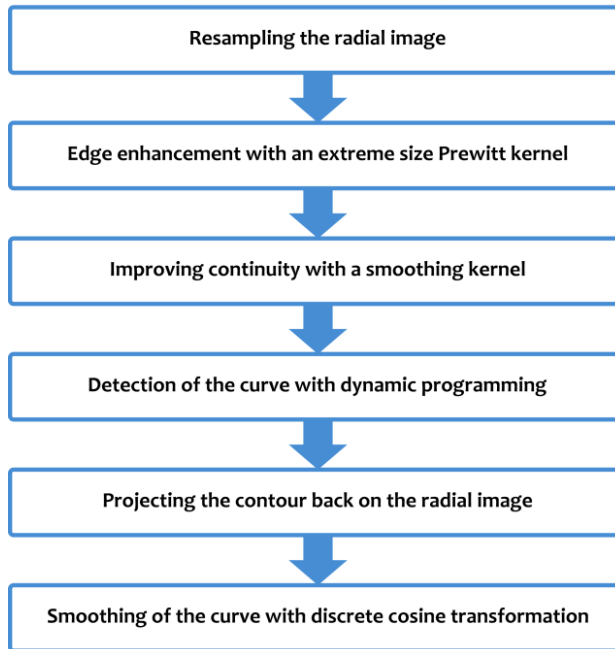 Resampling the radial image
Edge enhancement with an extreme size Prewitt kernel
Improving continuity with a smoothing kernel
Detection of the curve with dynamic programming
Projecting the contour back on the radial image
Smoothing of the curve with discrete cosine transformation